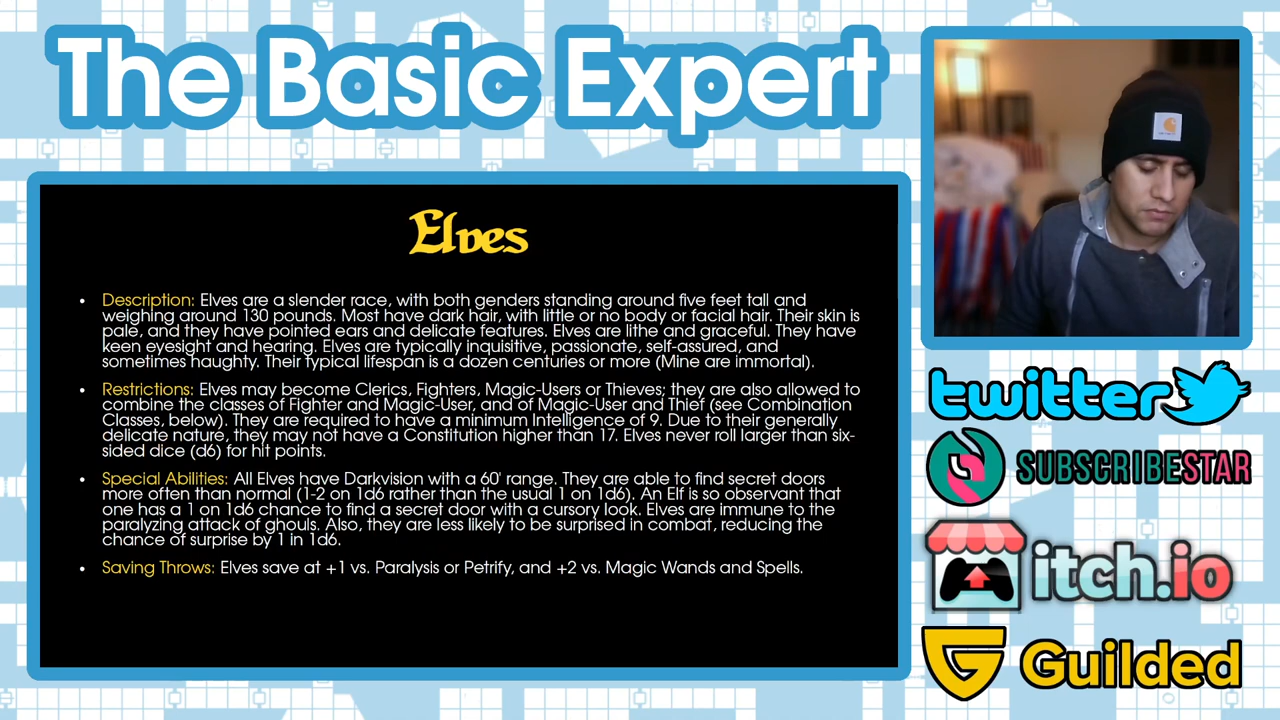 The Basic Expert
Elves
• Description: Elves are a slender race, with both genders standing around five feet tall and
weighing around 130 pounds. Most have dark hair, with little or no body or facial hair. Their skin is
pale, and they have pointed ears and delicate features. Elves are lithe and graceful. They have
keen eyesight and hearing. Elves are typically inquisitive, passionate, self-assured, and
sometimes haughty. Their typical lifespan is a dozen centuries or more (Mine are immortal).
• Restrictions: Elves may become Clerics, Fighters, Magic-Users or Thieves; they are also allowed to
combine the classes of Fighter and Magic-User, and of Magic-User and Thief (see Combination
Classes, below). They are required to have a minimum Intelligence of 9. Due to their generally
delicate nature, they may not have a Constitution higher than 17. Elves never roll larger than six-
sided dice (d6) for hit points.
• Special Abilities: All Elves have Darkvision with a 60' range. They are able to find secret doors
more often than normal (1-2 on 1d6 rather than the usual 1 on 1d6). An Elf is so observant that
one has a 1 on 1d6 chance to find a secret door with a cursory look. Elves are immune to the
paralyzing attack of ghouls. Also, they are less likely to be surprised in combat, reducing the
chance of surprise by 1 in 1d6.
• Saving Throws: Elves save at +1 vs. Paralysis or Petrify, and +2 vs. Magic Wands and Spells.
twitter
SUBSCRIBESTAR
itch.io
Guilded